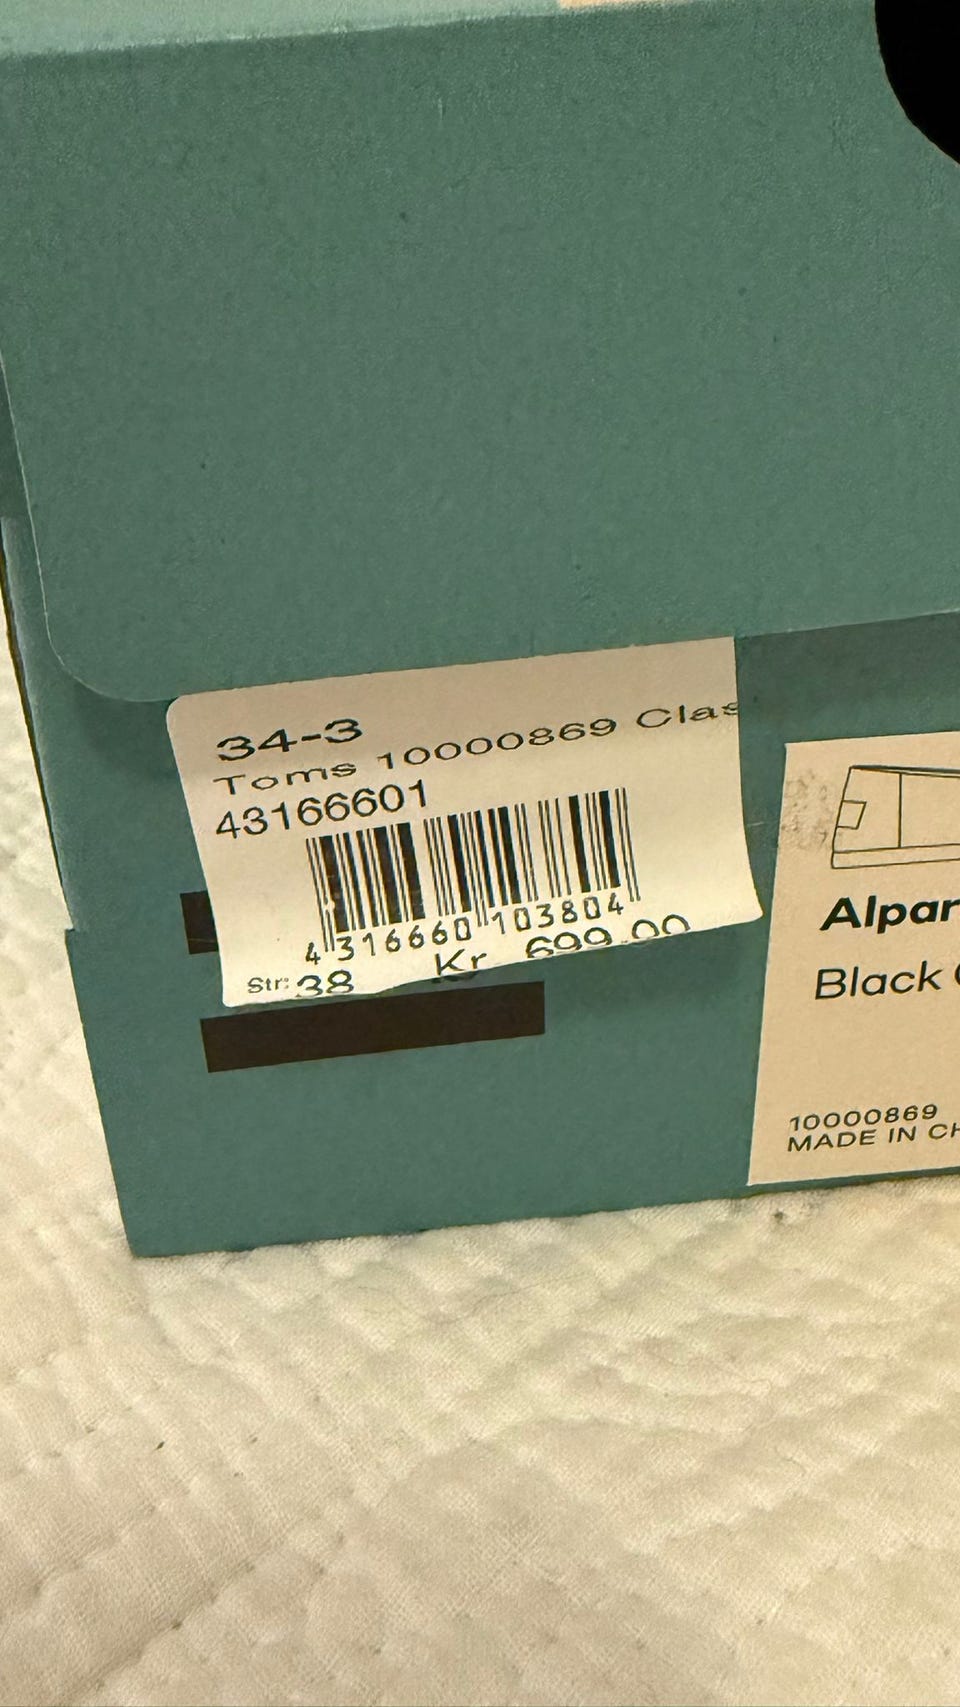 34-3
Toms 10000869 Clas
43166601
4 316660 103804
Str: 38 Kr 699.00
Alpar
Black
10000869
MADE IN CH